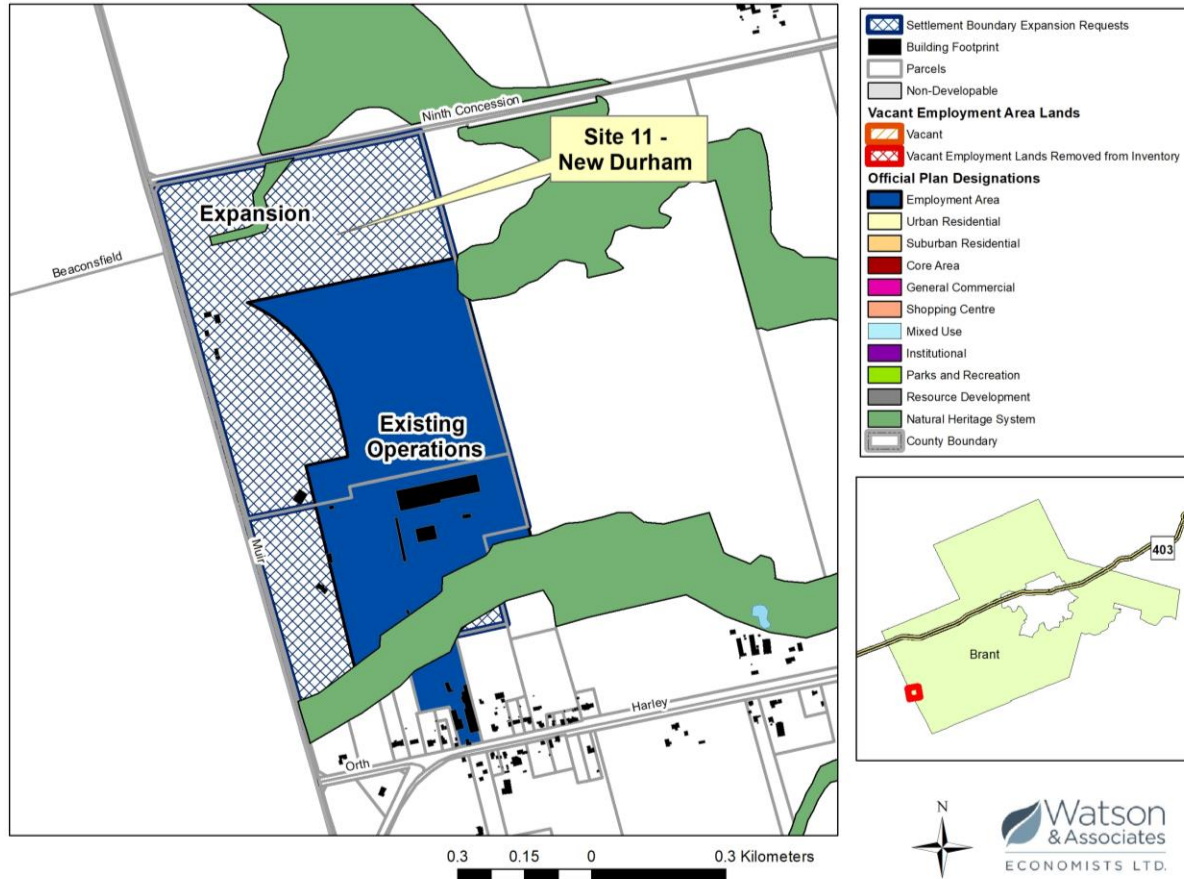 Ninth Concession
Site 11 -
New Durham
Expansion
Beaconsfield
Existing
Operations
Muir
Harley
Orth
0.3 0.15 0 0.3 Kilometers
Settlement Boundary Expansion Requests
Building Footprint
Parcels
Non-Developable
Vacant Employment Area Lands
Vacant
Vacant Employment Lands Removed from Inventory
Official Plan Designations
Employment Area
Urban Residential
Suburban Residential
Core Area
General Commercial
Shopping Centre
Mixed Use
Institutional
Parks and Recreation
Resource Development
Natural Heritage System
County Boundary
403
Brant
N
Watson
& Associates
ECONOMISTS LTD.